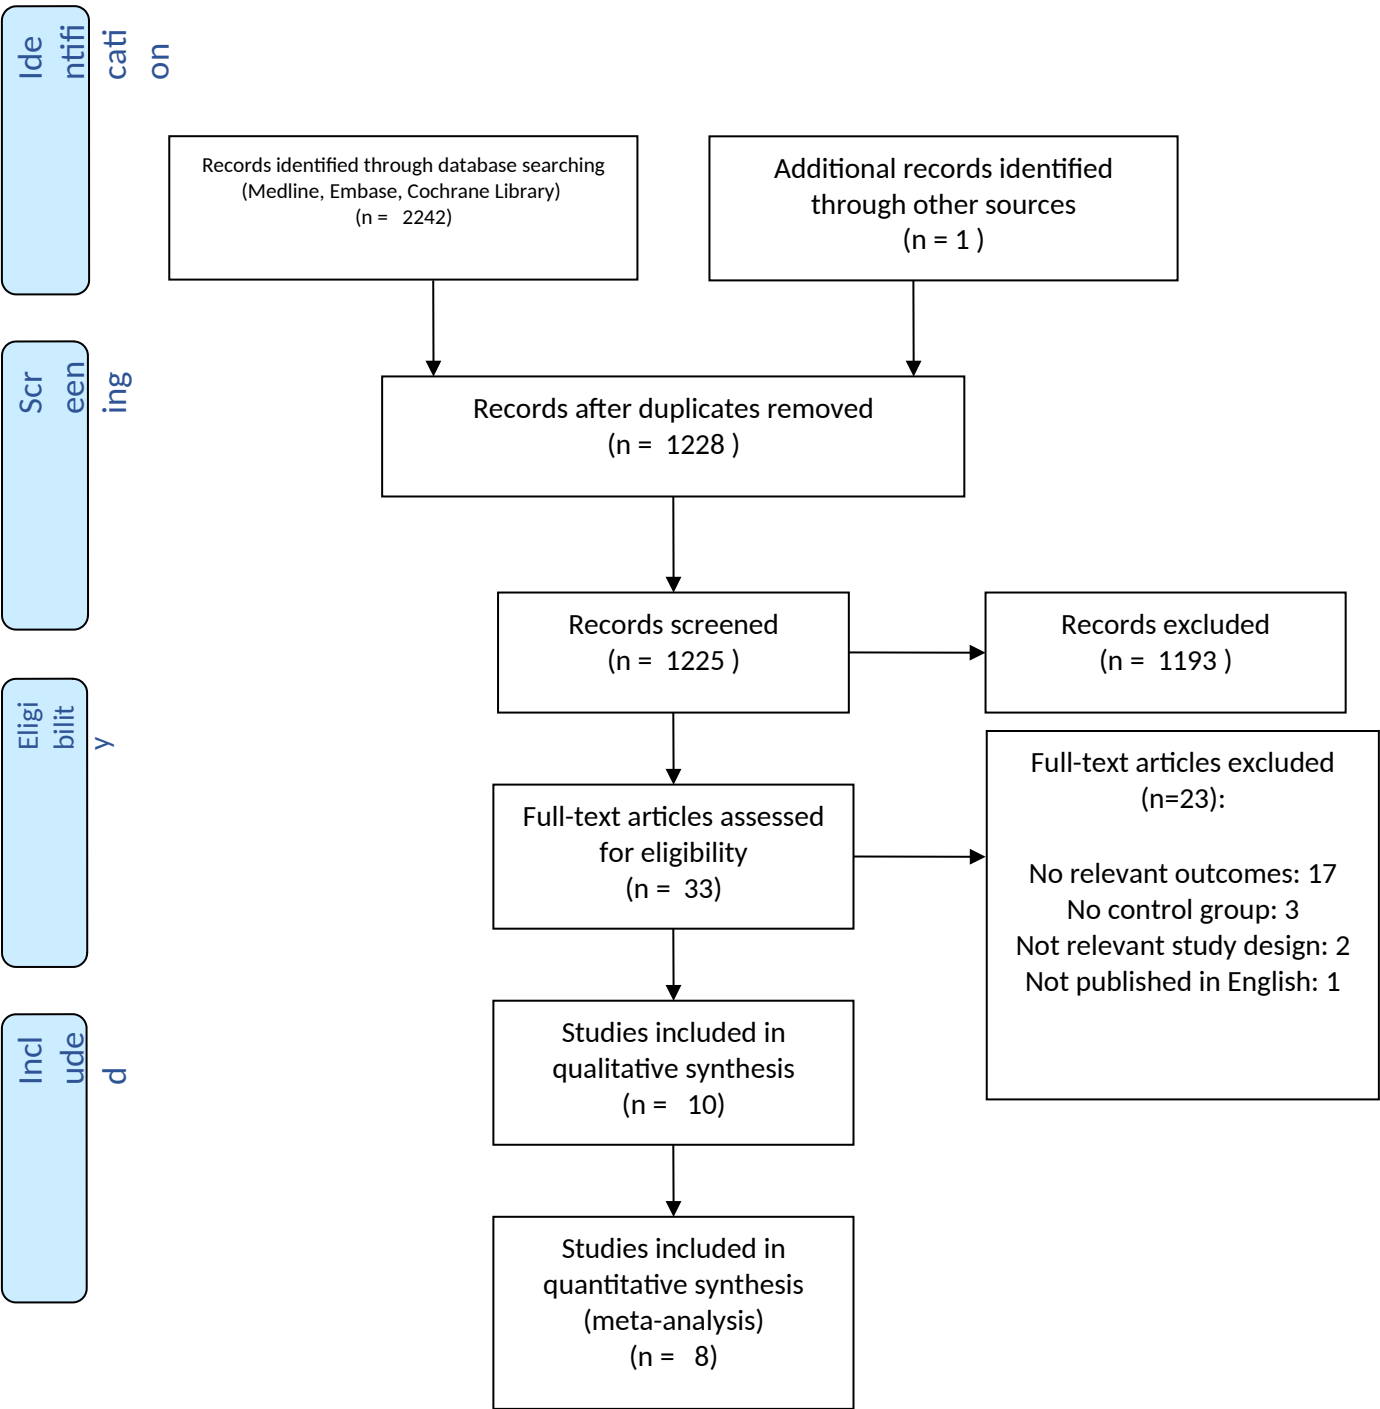 Ide
ntifi
cati
on
Records identified through database searching
(Medline, Embase, Cochrane Library)
(n =   2242)
Additional records identified
through other sources
(n = 1 )
Scr
een
ing
Records after duplicates removed
(n =  1228 )
Records screened
(n =  1225 )
Records excluded
(n =  1193 )
Eligi
bilit
y
Full-text articles assessed
for eligibility
(n =  33)
Full-text articles excluded
(n=23):
No relevant outcomes: 17
No control group: 3
Not relevant study design: 2
Not published in English: 1
Incl
ude
d
Studies included in
qualitative synthesis
(n =   10)
Studies included in
quantitative synthesis
(meta-analysis)
(n =   8)